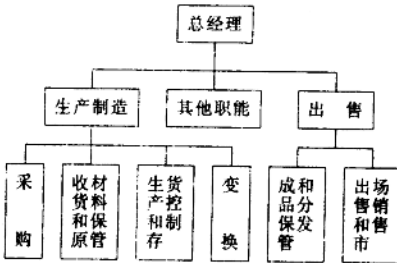 总经理
生产制造
其他职能
出售
采购
收货和原
材料保管
生产和存
货控制
变换
成品保管
和分发
出售和市
场销售